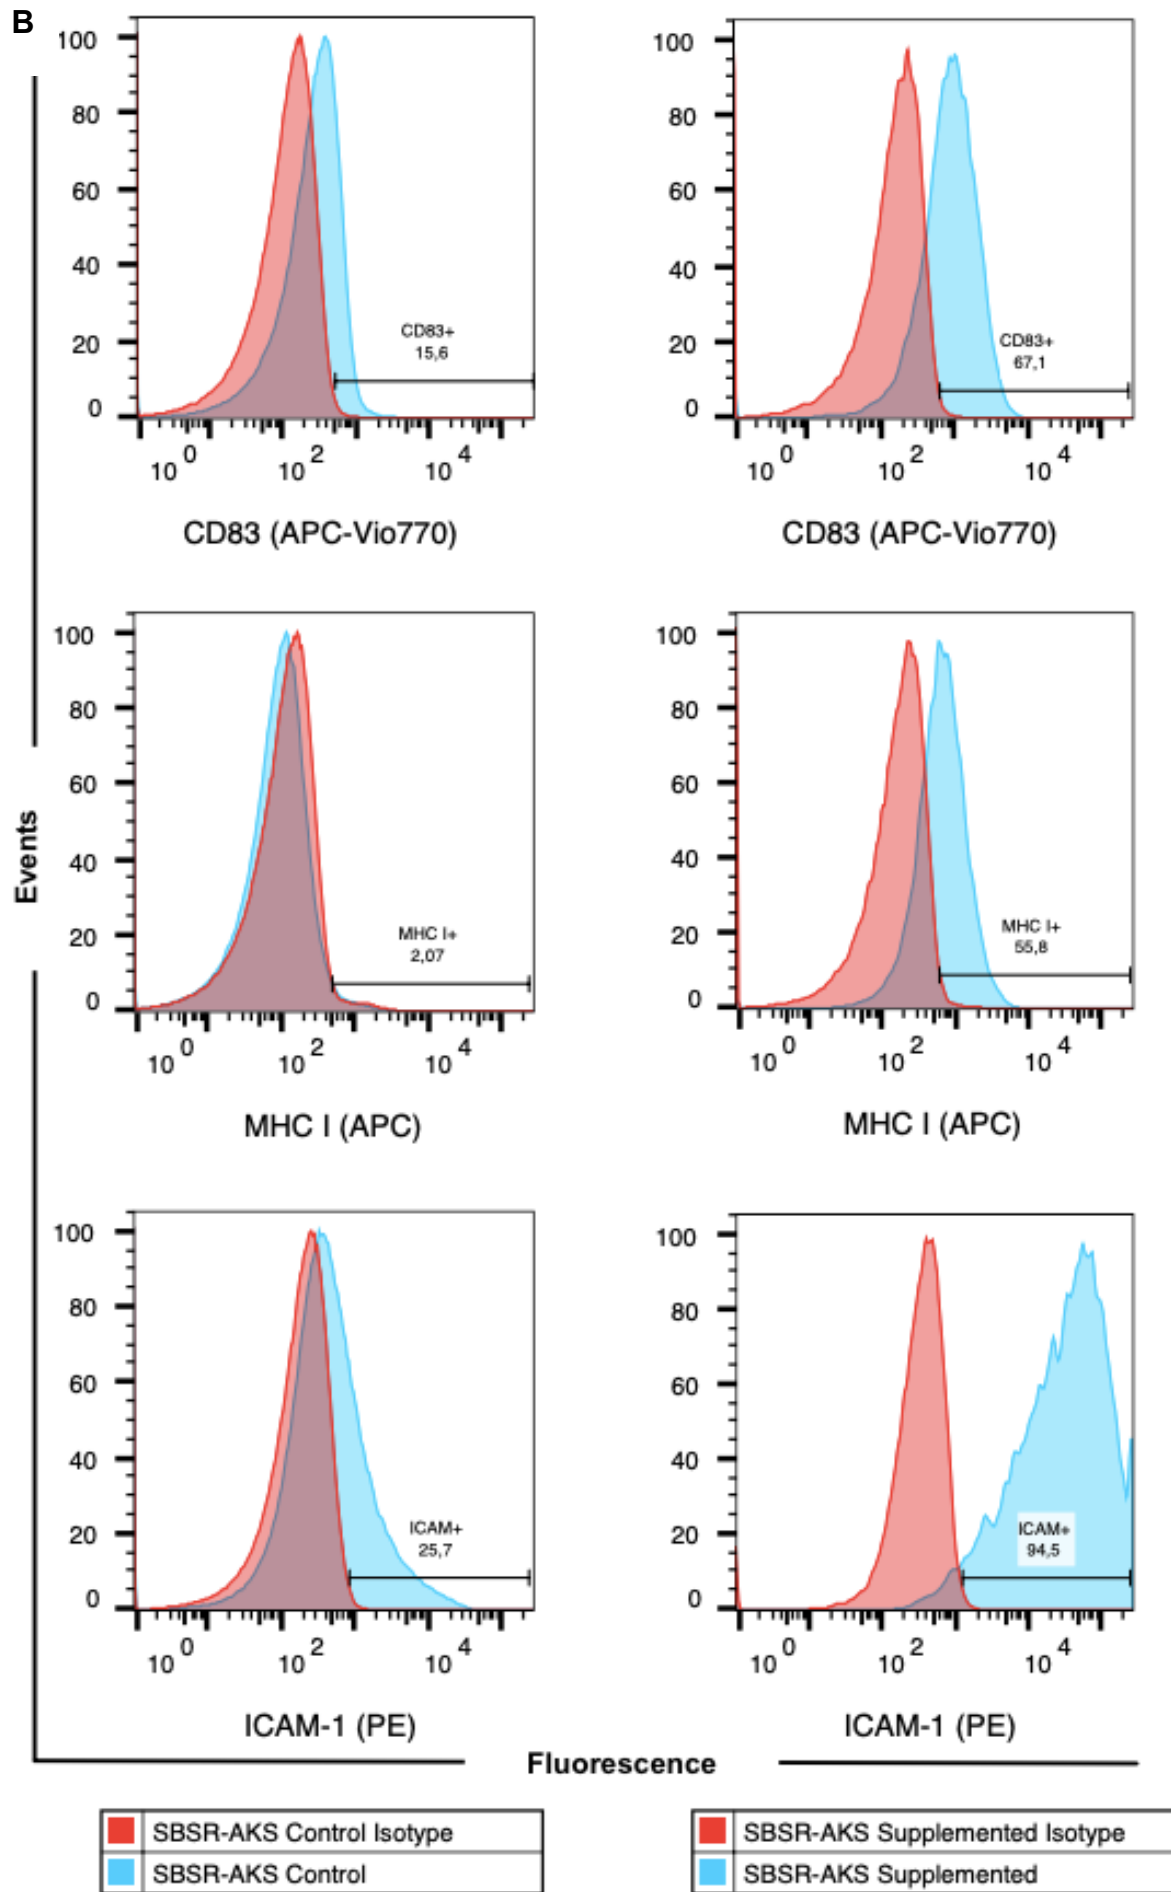 B
100
80
60
40
20
0
CD83+
15,6
10 0 10 2 10 4
CD83 (APC-Vio770)
100
80
60
40
20
0
CD83+
67,1
10 0 10 2 10 4
CD83 (APC-Vio770)
Events
100
80
60
40
20
0
MHC I+
2,07
10 0 10 2 10 4
MHC I (APC)
100
80
60
40
20
0
MHC I+
55,8
10 0 10 2 10 4
MHC I (APC)
100
80
60
40
20
0
ICAM+
25,7
10 0 10 2 10 4
ICAM-1 (PE)
100
80
60
40
20
0
ICAM+
94,5
10 0 10 2 10 4
ICAM-1 (PE)
Fluorescence
SBSR-AKS Control Isotype
SBSR-AKS Control
SBSR-AKS Supplemented Isotype
SBSR-AKS Supplemented